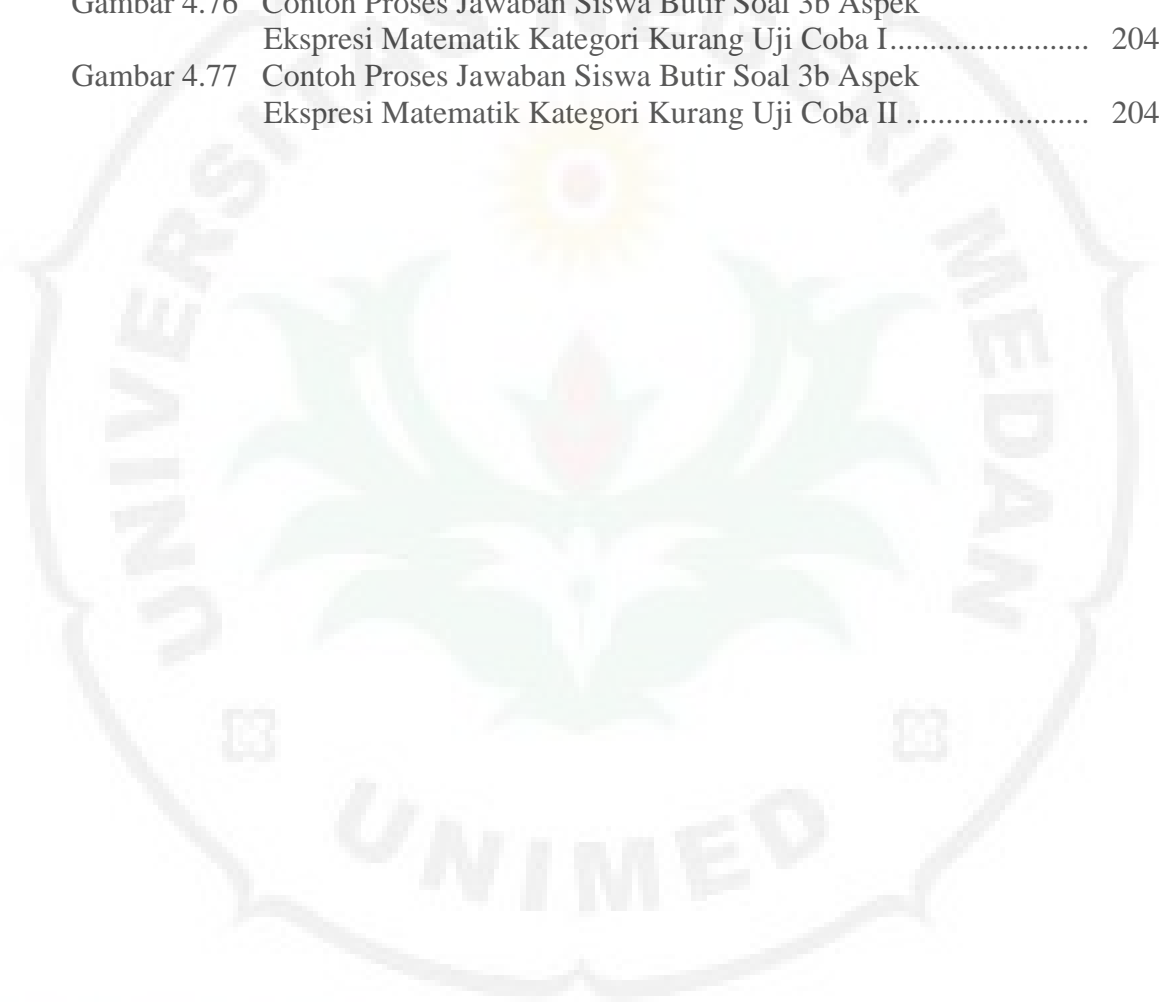 Gambar 4.76 Contoh Proses Jawaban Siswa Butir Soal 3b Aspek
Ekspresi Matematik Kategori Kurang Uji Coba I........................ 204
Gambar 4.77 Contoh Proses Jawaban Siswa Butir Soal 3b Aspek
Ekspresi Matematik Kategori Kurang Uji Coba II ....................... 204
UNIVERSITAS NEGERI MEDAN
UNIMED